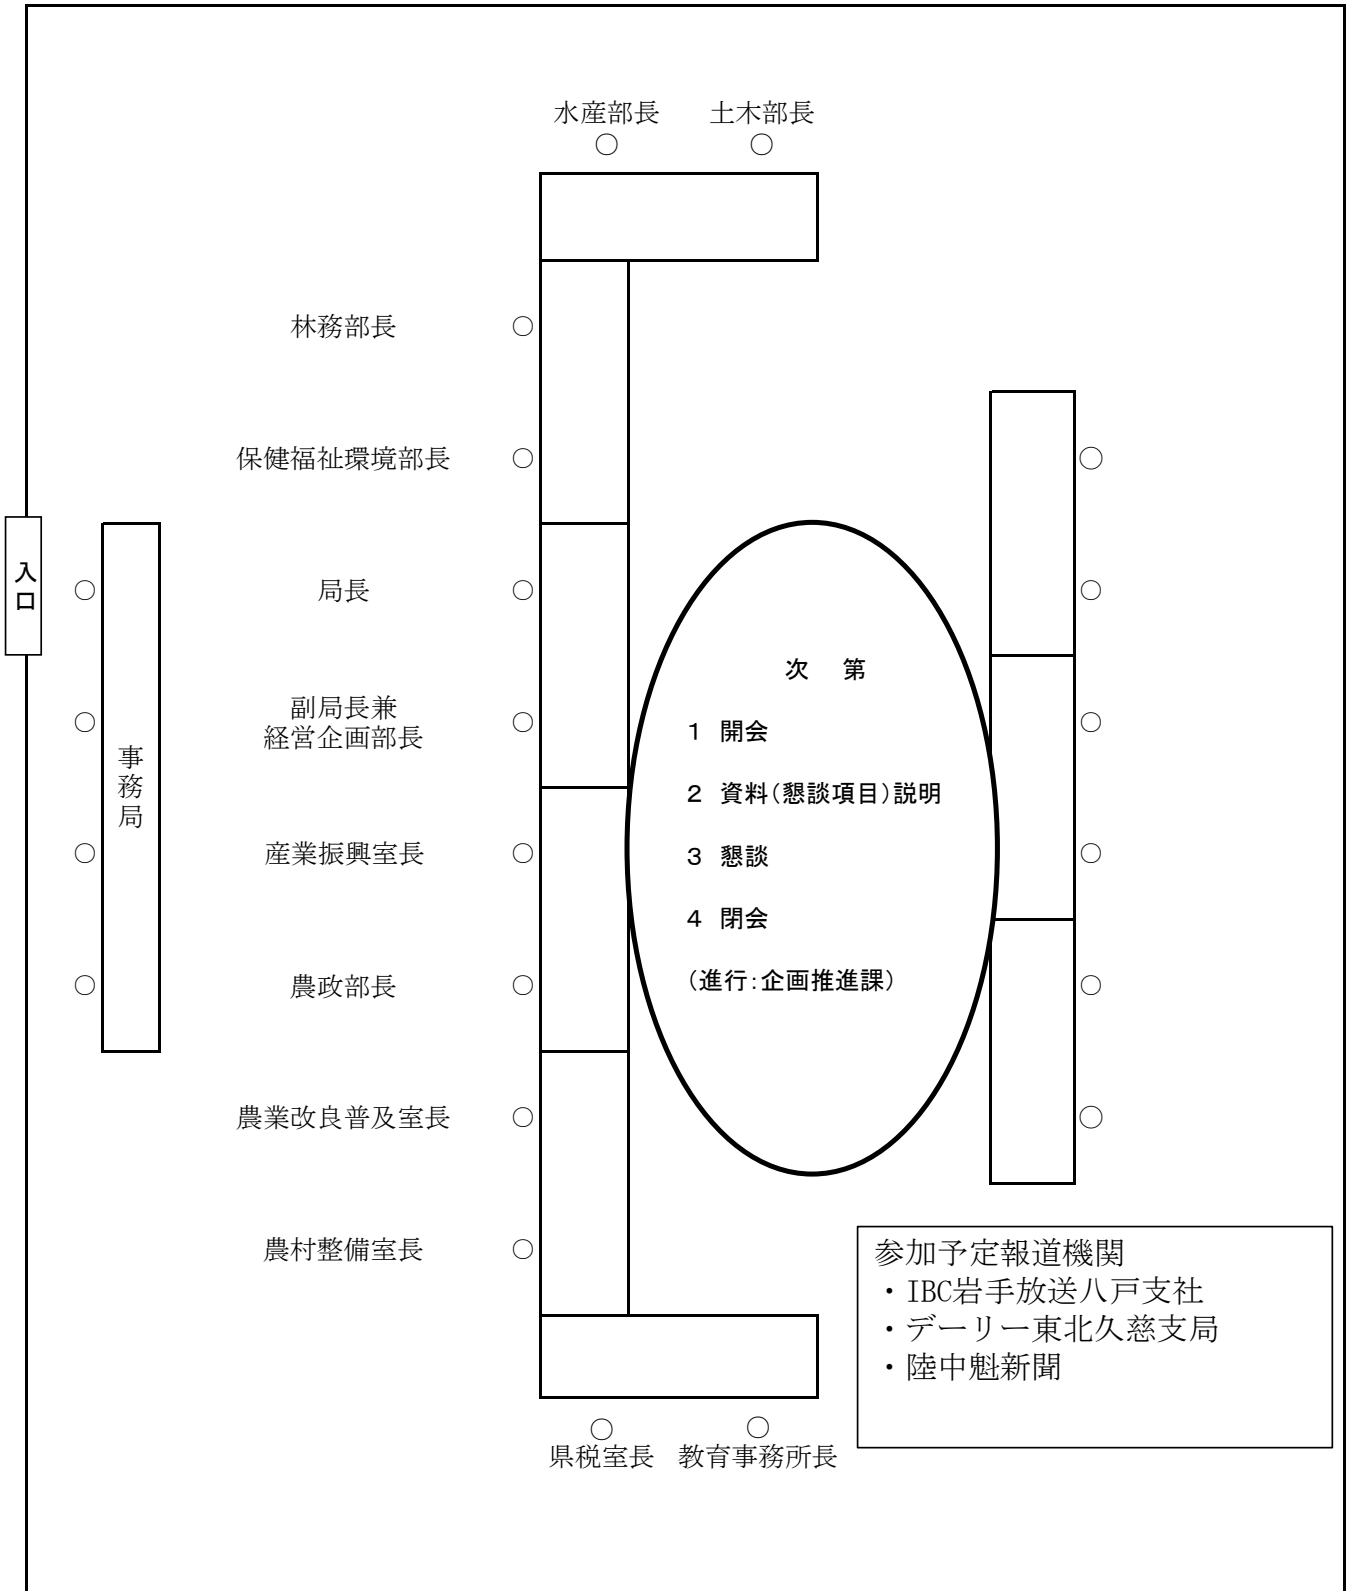 水産部長
土木部長
林務部長
保健福祉環境部長
入口
局長
副局長兼
経営企画部長
事務局
産業振興室長
農政部長
農業改良普及室長
農村整備室長
次　第
1　開会
2　資料(懇談項目)説明
3　懇談
4　閉会
(進行:企画推進課)
参加予定報道機関
・IBC岩手放送八戸支社
・デーリー東北久慈支局
・陸中魁新聞
県税室長
教育事務所長